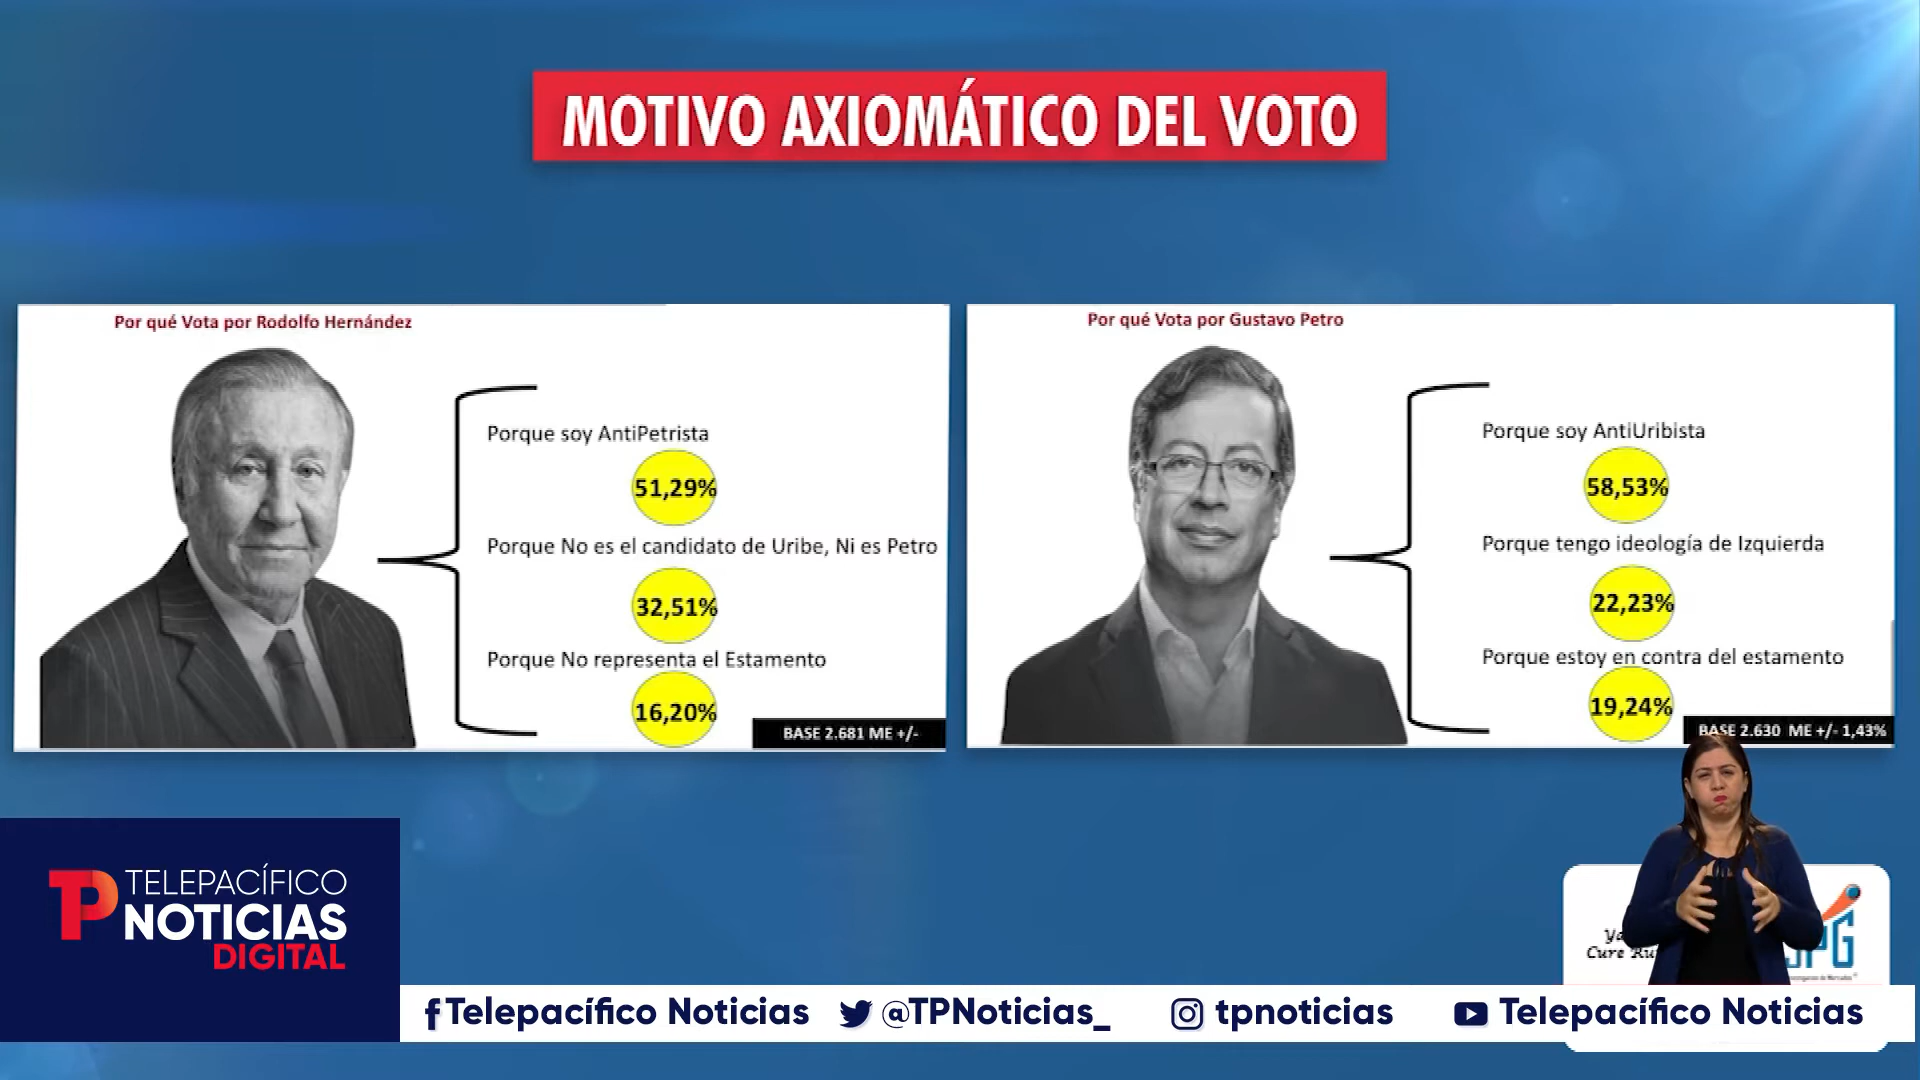 MOTIVO AXIOMÁTICO DEL VOTO
Por qué Vota por Rodolfo Hernández
Porque soy AntiPetrista
51,29%
Porque No es el candidato de Uribe, Ni es Petro
32,51%
Porque No representa el Estamento
16,20%
BASE 2.681 ME +/-
Por qué Vota por Gustavo Petro
Porque soy AntiUribista
58,53%
Porque tengo ideología de Izquierda
22,23%
Porque estoy en contra del estamento
19,24%
BASE 2.630 ME +/- 1,43%
TP TELEPACÍFICO
NOTICIAS
DIGITAL
Cure
Telepacífico Noticias @TPNoticias_ tpnoticias Telepacífico Noticias